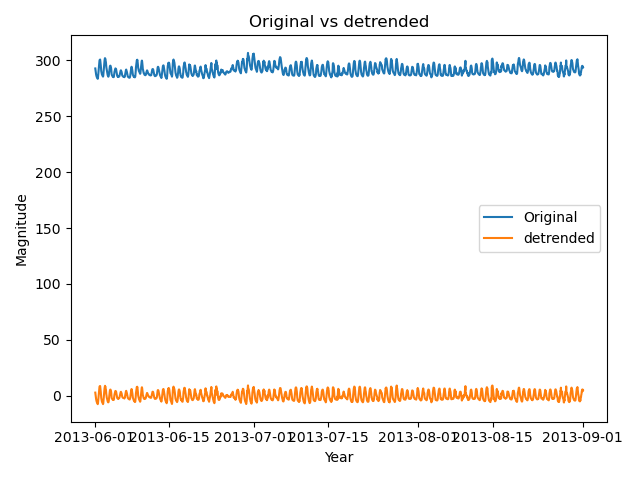 Original vs detrended
300
250
200
150
100
50
0
Magnitude
Original
detrended
2013-06-01
2013-06-15
2013-07-01
2013-07-15
2013-08-01
2013-08-15
2013-09-01
Year